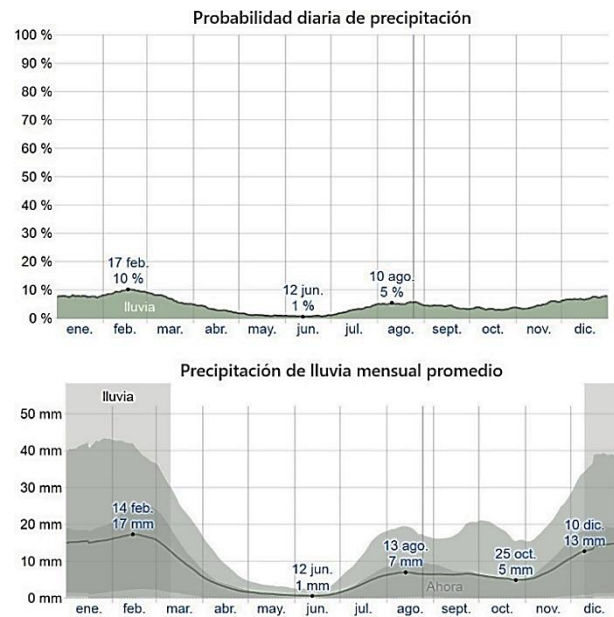 Probabilidad diaria de precipitación
100 %
90 %
80 %
70 %
60 %
50 %
40 %
30 %
20 %
10 %
0 %
17 feb.
10 %
12 jun.
1 %
10 ago.
5 %
lluvia
ene. feb. mar. abr. may. jun. jul. ago. sept. oct. nov. dic.
Precipitación de lluvia mensual promedio
lluvia
50 mm
40 mm
30 mm
20 mm
10 mm
0 mm
14 feb.
17 mm
12 jun.
1 mm
13 ago.
7 mm
25 oct.
5 mm
10 dic.
13 mm
Ahora
ene. feb. mar. abr. may. jun. jul. ago. sept. oct. nov. dic.